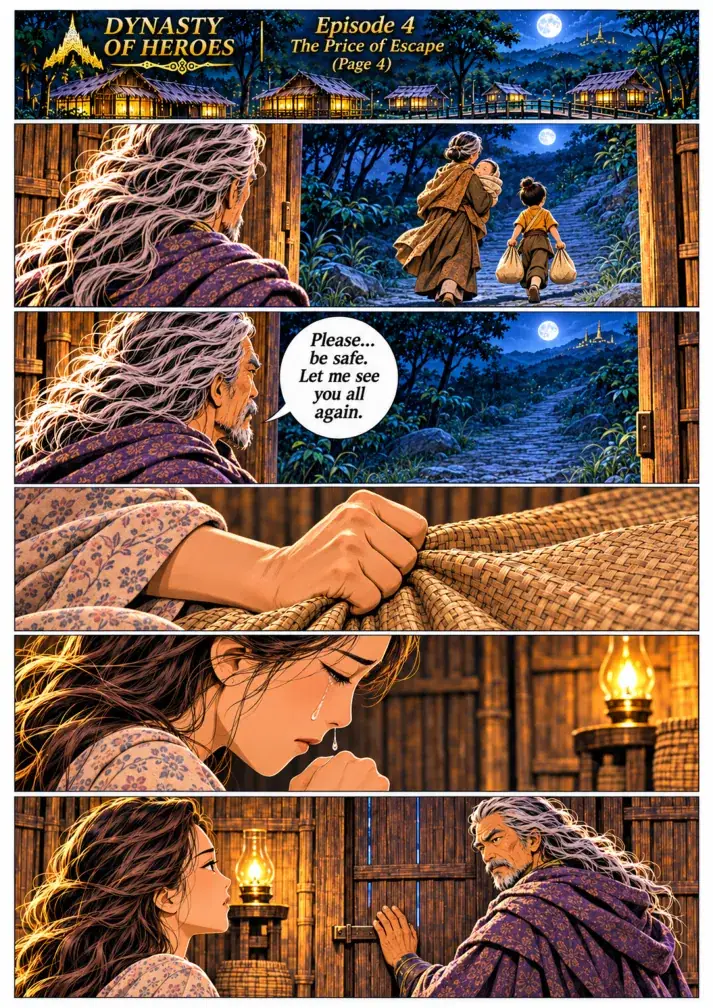 DYNASTY
OF HEROES
Episode 4
The Price of Escape
(Page 4)
Please...
be safe.
Let me see
you all
again.